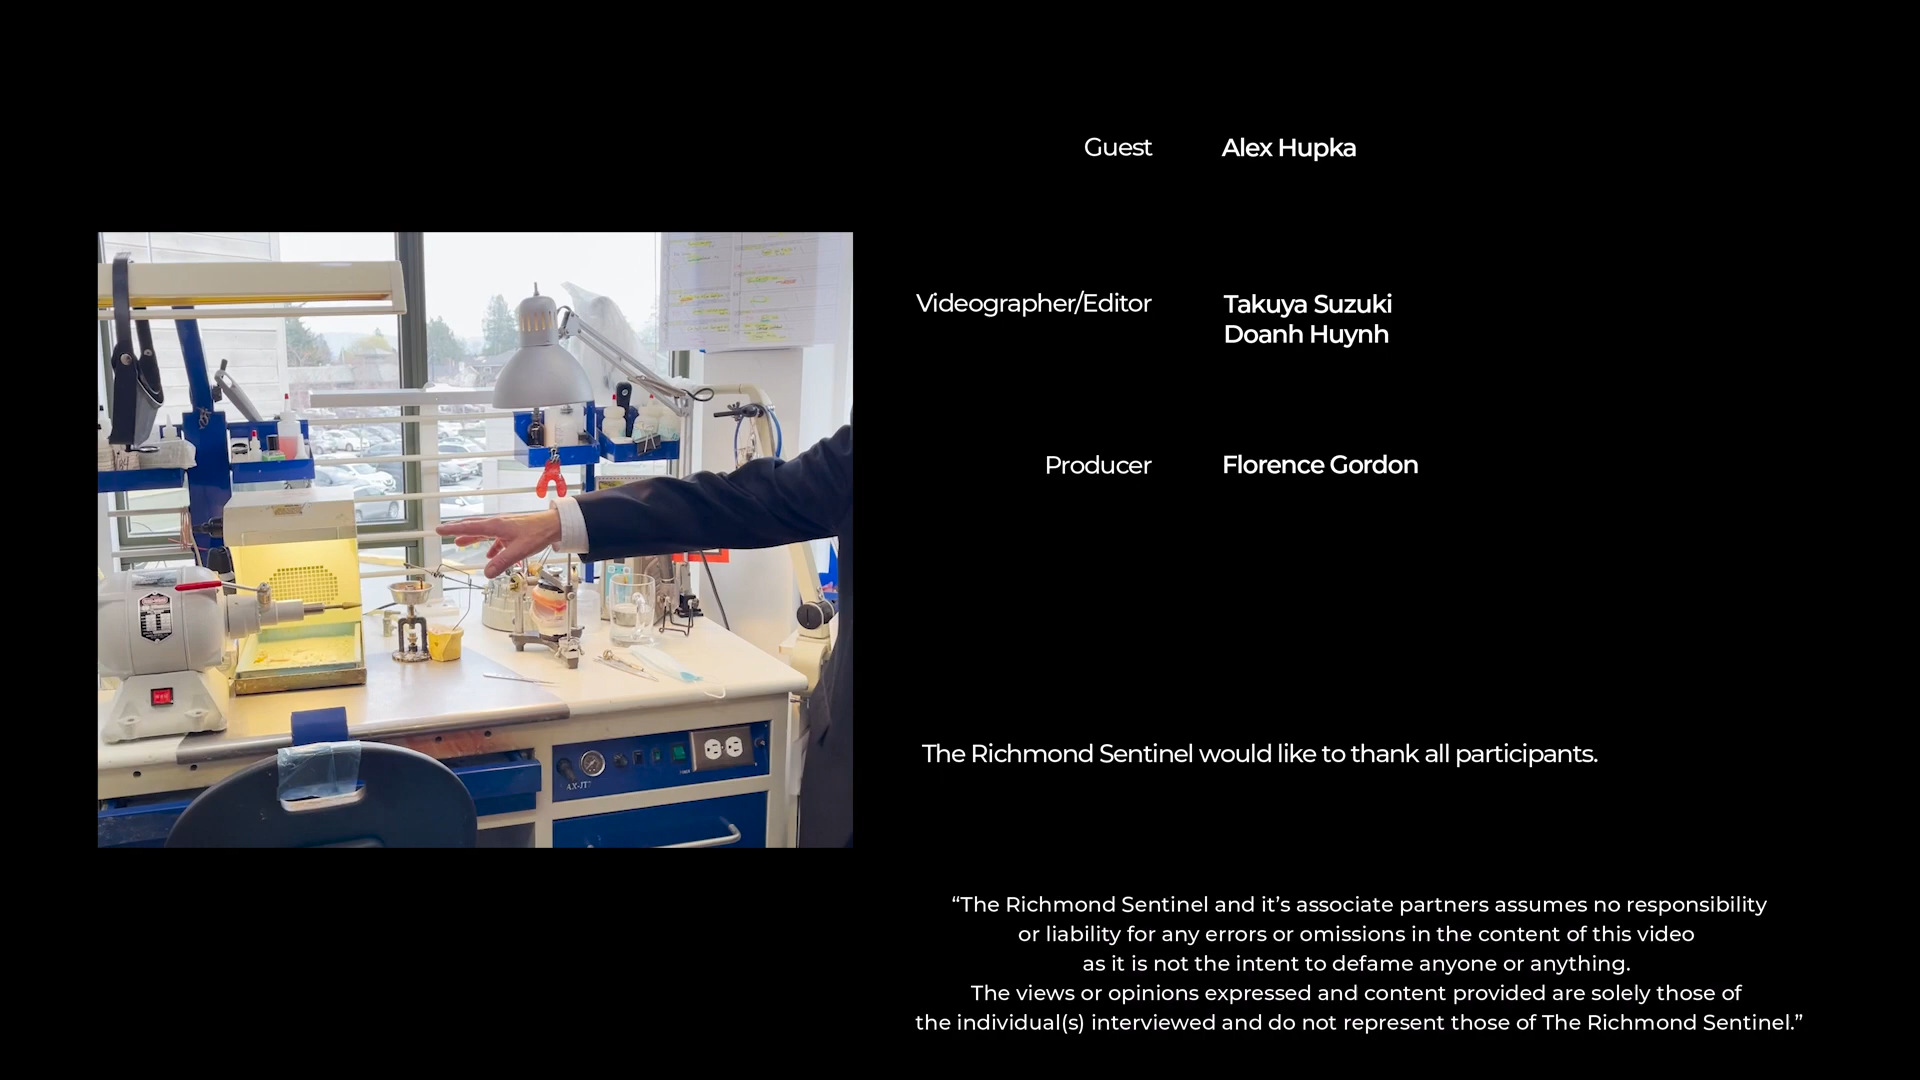 Guest Alex Hupka
Videographer/Editor Takuya Suzuki
Doanh Huynh
Producer Florence Gordon
AX-JT7
The Richmond Sentinel would like to thank all participants.
“The Richmond Sentinel and it’s associate partners assumes no responsibility
or liability for any errors or omissions in the content of this video
as it is not the intent to defame anyone or anything.
The views or opinions expressed and content provided are solely those of
the individual(s) interviewed and do not represent those of The Richmond Sentinel.”